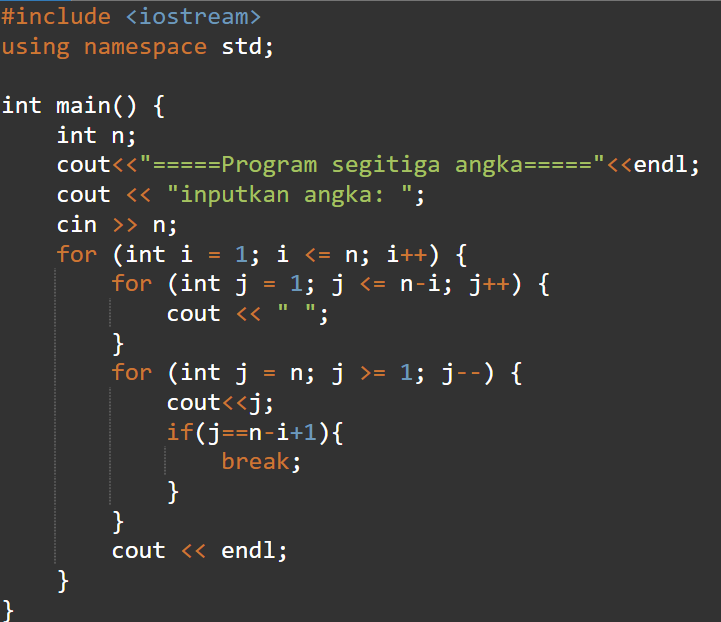 #include <iostream>
using namespace std;

int main() {
    int n;
    cout<<"=====Program segitiga angka====="<<endl;
    cout << "inputkan angka: ";
    cin >> n;
    for (int i = 1; i <= n; i++) {
        for (int j = 1; j <= n-i; j++) {
            cout << " ";
        }
        for (int j = n; j >= 1; j--) {
            cout<<j;
            if(j==n-i+1){
                break;
            }
        }
        cout << endl;
    }
}